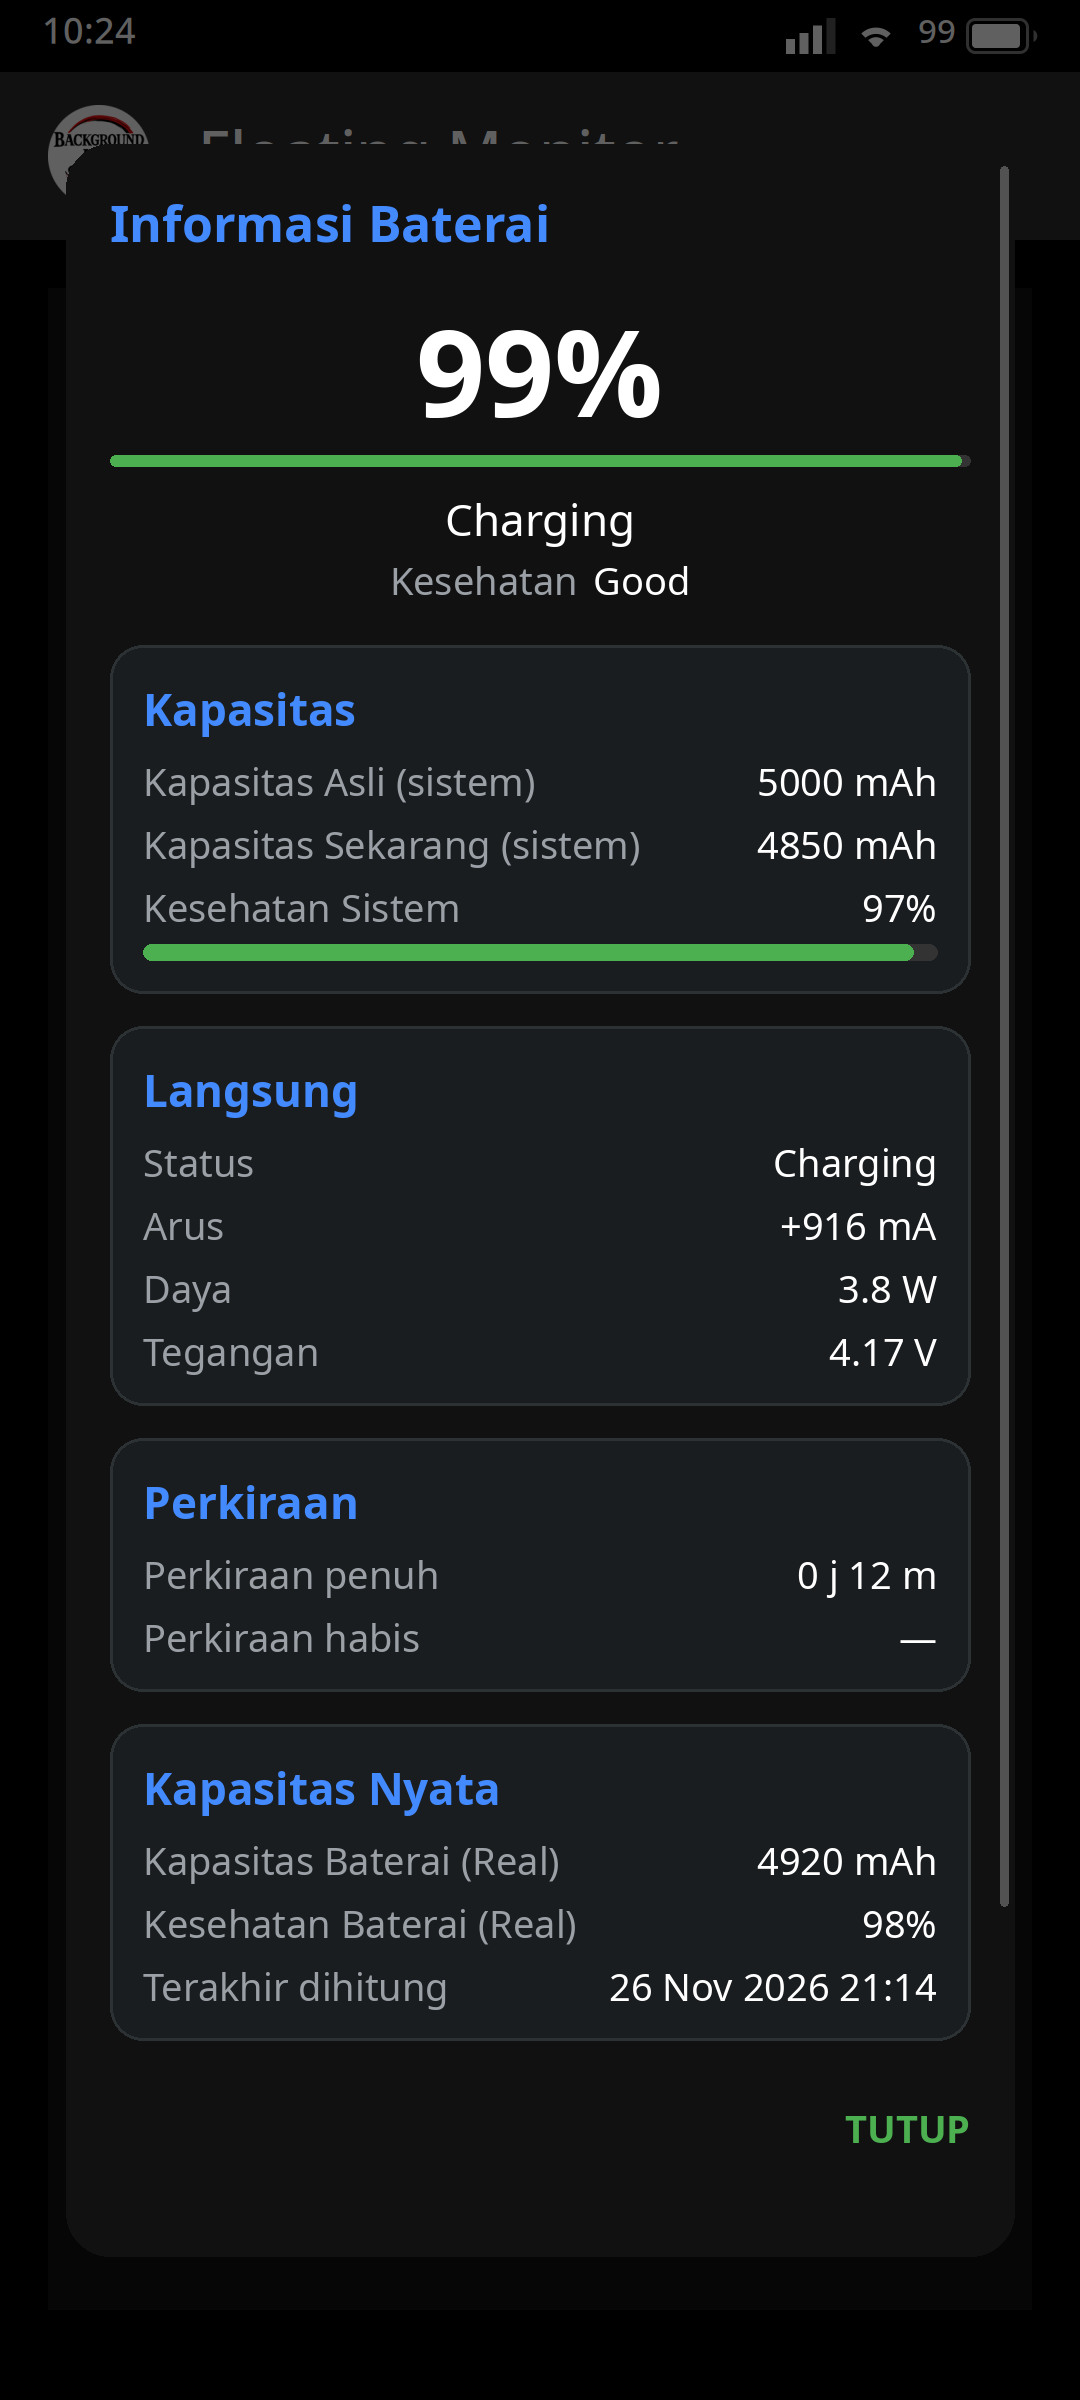 10:24
99
BACKGROUND
Floating Monitor
Informasi Baterai
99%
Charging
Kesehatan Good
Kapasitas
Kapasitas Asli (sistem) 5000 mAh
Kapasitas Sekarang (sistem) 4850 mAh
Kesehatan Sistem 97%
Langsung
Status Charging
Arus +916 mA
Daya 3.8 W
Tegangan 4.17 V
Perkiraan
Perkiraan penuh 0 j 12 m
Perkiraan habis —
Kapasitas Nyata
Kapasitas Baterai (Real) 4920 mAh
Kesehatan Baterai (Real) 98%
Terakhir dihitung 26 Nov 2026 21:14
TUTUP